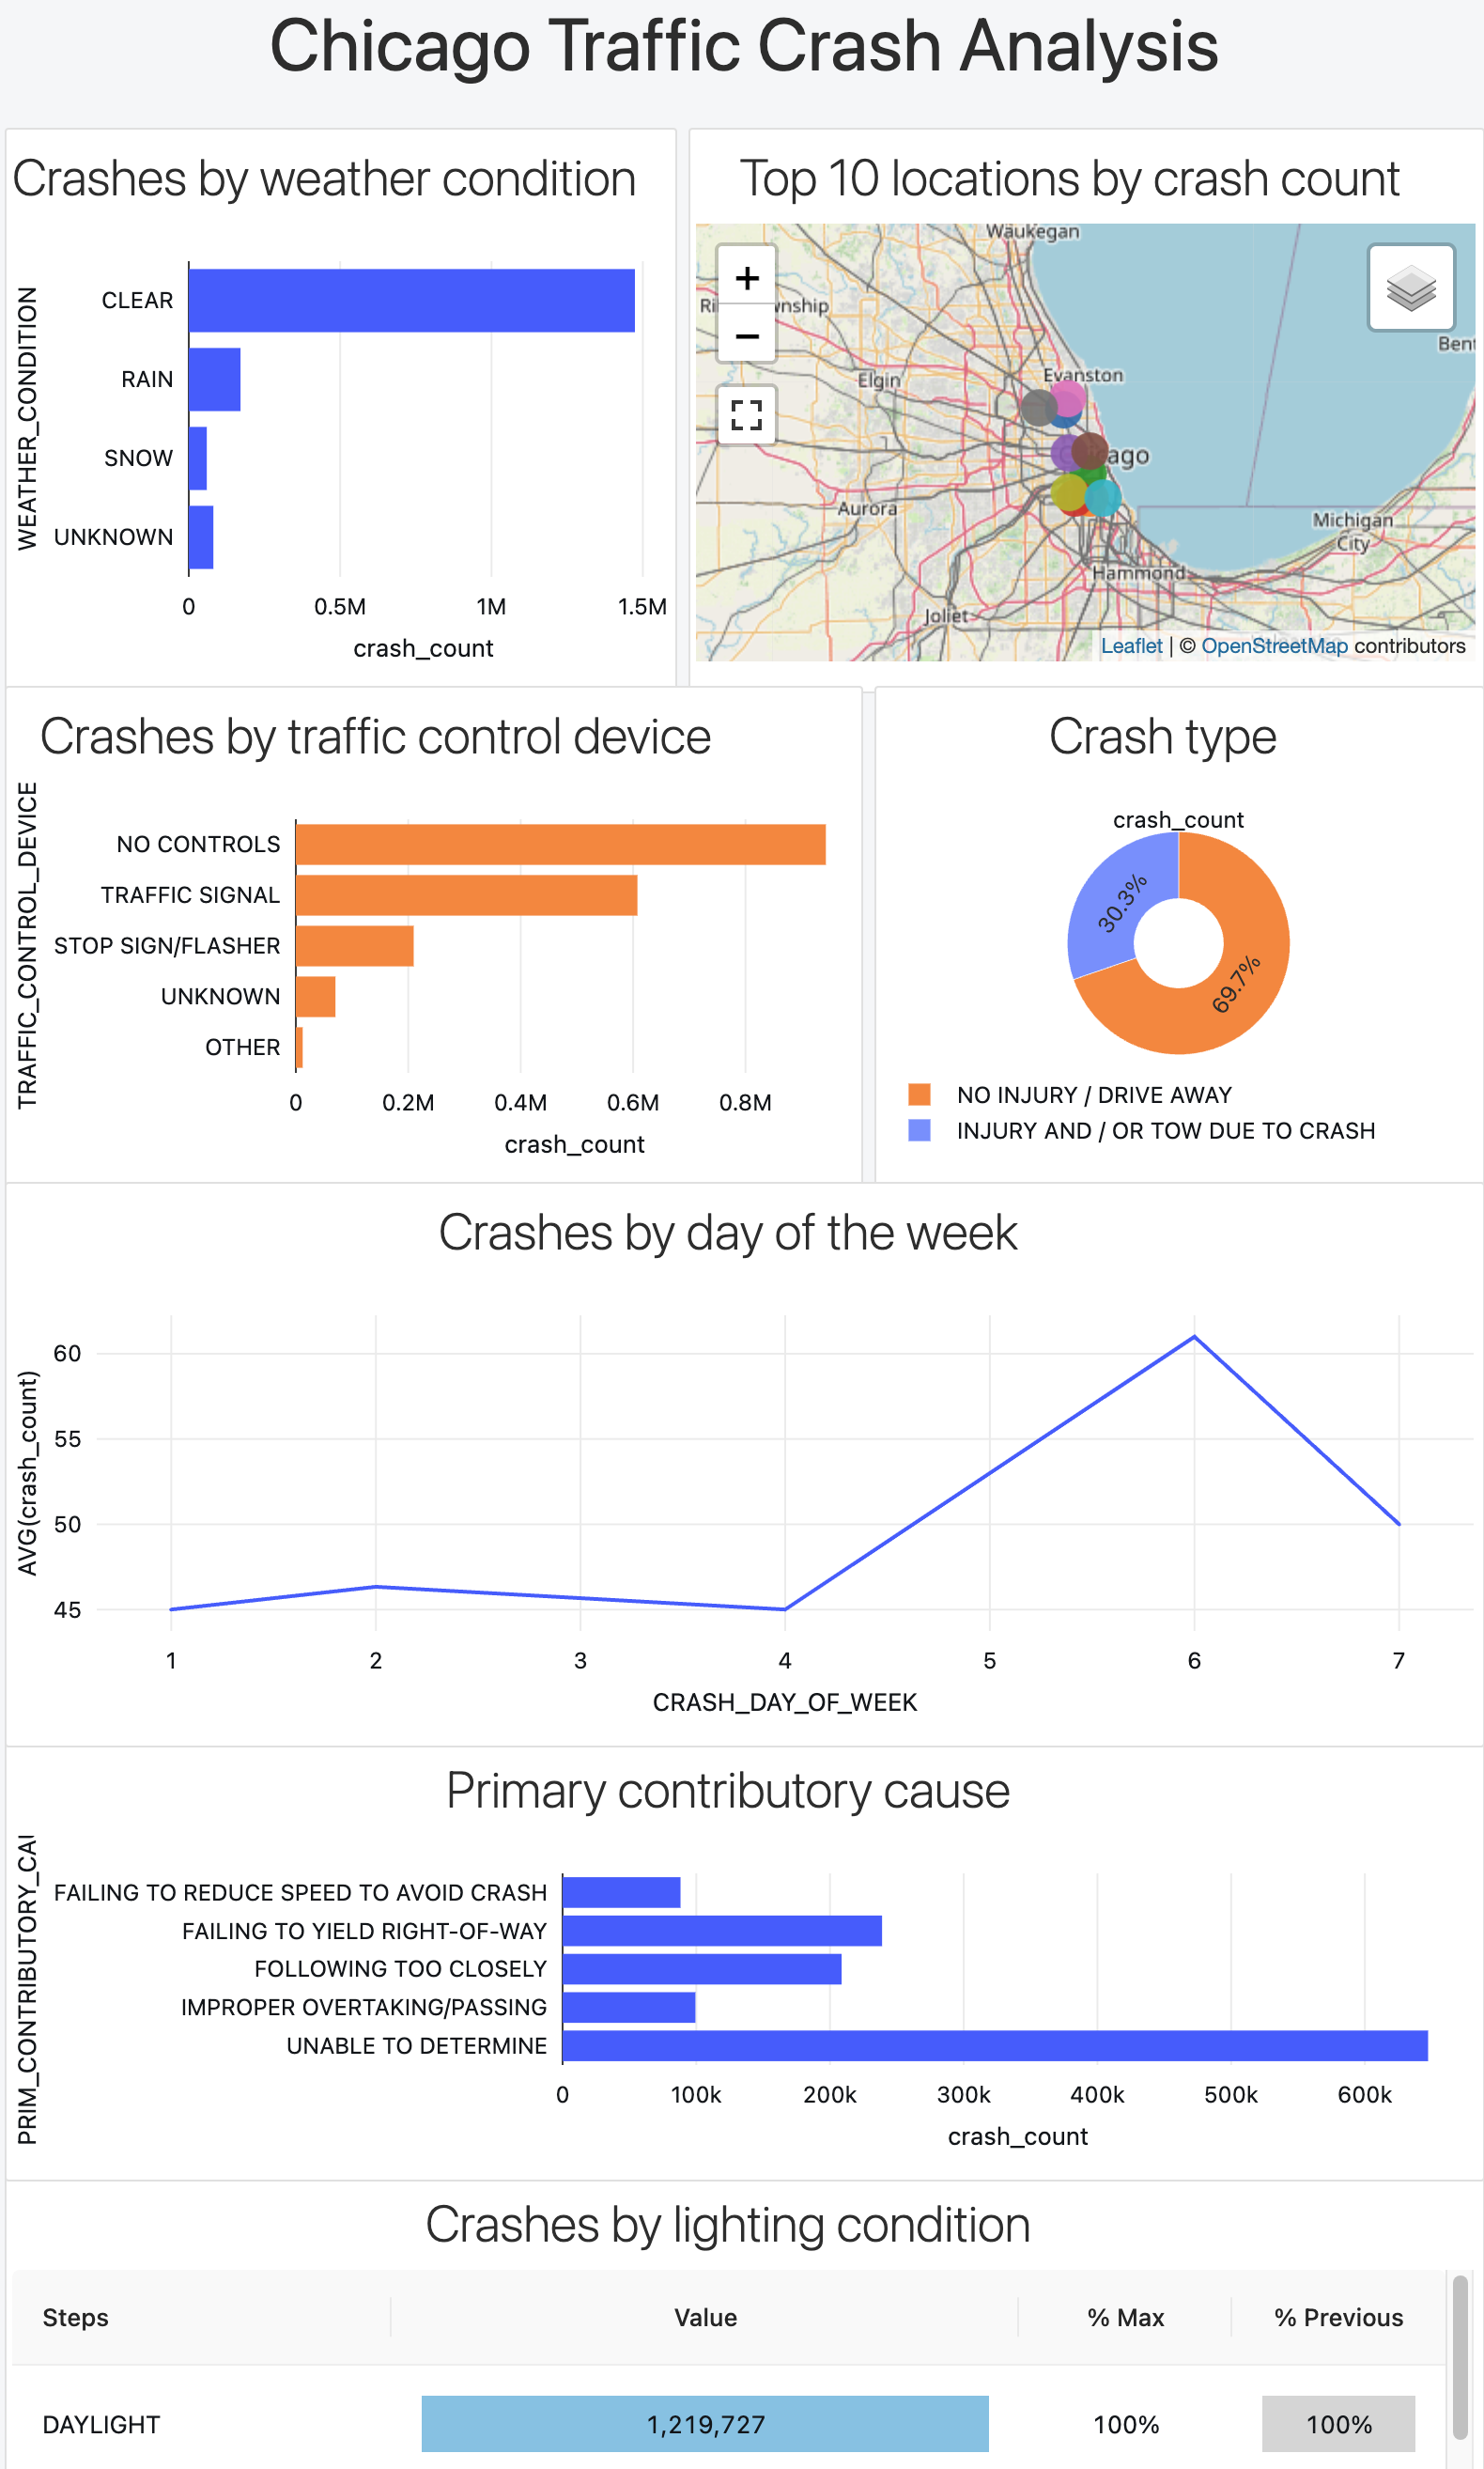 Chicago Traffic Crash Analysis
Crashes by weather condition
WEATHER_CONDITION
CLEAR
RAIN
SNOW
UNKNOWN
0 0.5M 1M 1.5M
crash_count
Top 10 locations by crash count
+
−
Waukegan
Elgin
Evanston
Aurora
Joliet
Hammond
Michigan
City
Leaflet | © OpenStreetMap contributors
Crashes by traffic control device
TRAFFIC_CONTROL_DEVICE
NO CONTROLS
TRAFFIC SIGNAL
STOP SIGN/FLASHER
UNKNOWN
OTHER
0 0.2M 0.4M 0.6M 0.8M
crash_count
Crash type
crash_count
30.3%
69.7%
NO INJURY / DRIVE AWAY
INJURY AND / OR TOW DUE TO CRASH
Crashes by day of the week
AVG(crash_count)
60
55
50
45
1 2 3 4 5 6 7
CRASH_DAY_OF_WEEK
Primary contributory cause
PRIM_CONTRIBUTORY_CAI
FAILING TO REDUCE SPEED TO AVOID CRASH
FAILING TO YIELD RIGHT-OF-WAY
FOLLOWING TOO CLOSELY
IMPROPER OVERTAKING/PASSING
UNABLE TO DETERMINE
0 100k 200k 300k 400k 500k 600k
crash_count
Crashes by lighting condition
Steps Value % Max % Previous
DAYLIGHT 1,219,727 100% 100%